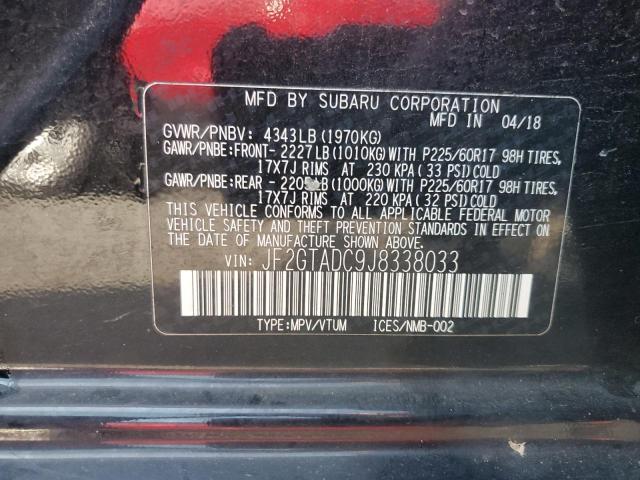 MFD BY SUBARU CORPORATION
MFD IN 04/18
GVWR/PNBV: 4343LB (1970KG)
GAWR/PNBE:FRONT- 2227LB (1010KG) WITH P225/60R17 98H TIRES,
17X7J RIMS AT 230 KPA ( 33 PSI) COLD
GAWR/PNBE:REAR - LB (1000KG) WITH P225/60R17 98H TIRES,
17X7J RIMS AT 220 KPA ( 32 PSI) COLD
THIS VEHICLE CONFORMS TO ALL APPLICABLE FEDERAL MOTOR
VEHICLE SAFETY AND THEFT PREVENTION STANDARDS IN EFFECT ON
THE DATE OF MANUFACTURE SHOWN ABOVE.
VIN: JF2GTADC9J8338033
TYPE:MPV/VTUM ICES/NMB-002